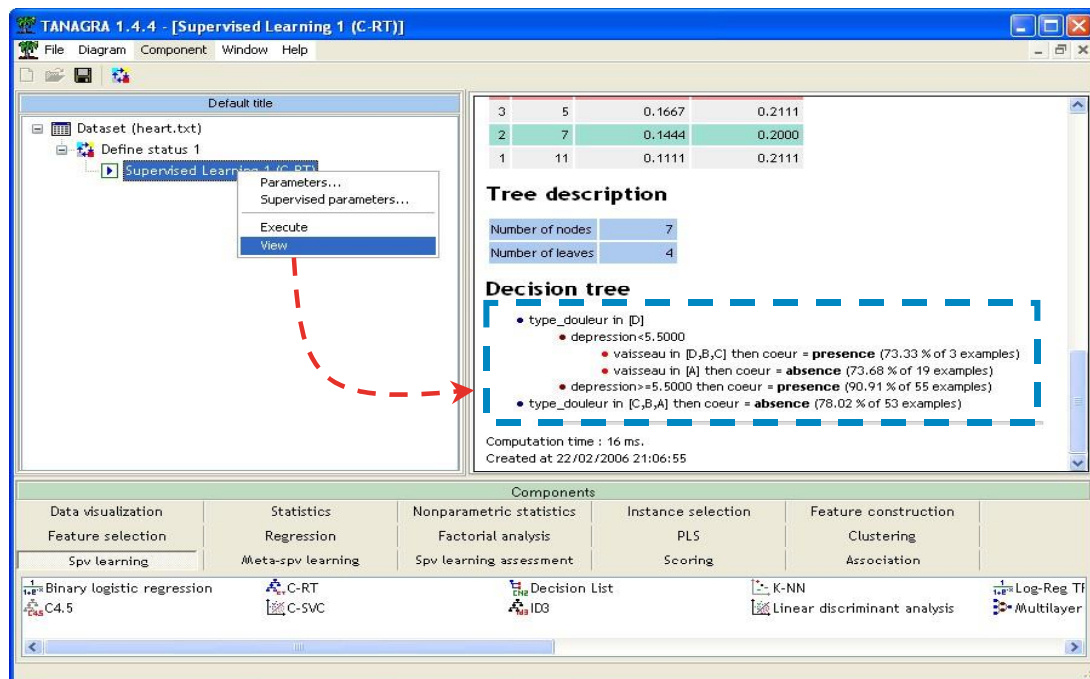 TANAGRA 1.4.4 - [Supervised Learning 1 (C-RT)]
File Diagram Component Window Help
Default title
Dataset (heart.txt)
Define status 1
Supervised Learning 1 (C-RT)
Parameters...
Supervised parameters...
Execute
View
3 5 0.1667 0.2111
2 7 0.1444 0.2000
1 11 0.1111 0.2111
Tree description
Number of nodes 7
Number of leaves 4
Decision tree
type_douleur in [D]
depression<5.5000
vaisseau in [D,B,C] then coeur = presence (73.33 % of 3 examples)
vaisseau in [A] then coeur = absence (73.68 % of 19 examples)
depression>=5.5000 then coeur = presence (90.91 % of 55 examples)
type_douleur in [C,B,A] then coeur = absence (78.02 % of 53 examples)
Computation time : 16 ms.
Created at 22/02/2006 21:06:55
Components
Data visualization Statistics Nonparametric statistics Instance selection Feature construction
Feature selection Regression Factorial analysis PLS Clustering
Spv learning Meta-spv learning Spv learning assessment Scoring Association
Binary logistic regression C-RT Decision List K-NN Log-Reg TR
C4.5 C-SVC ID3 Linear discriminant analysis Multilayer